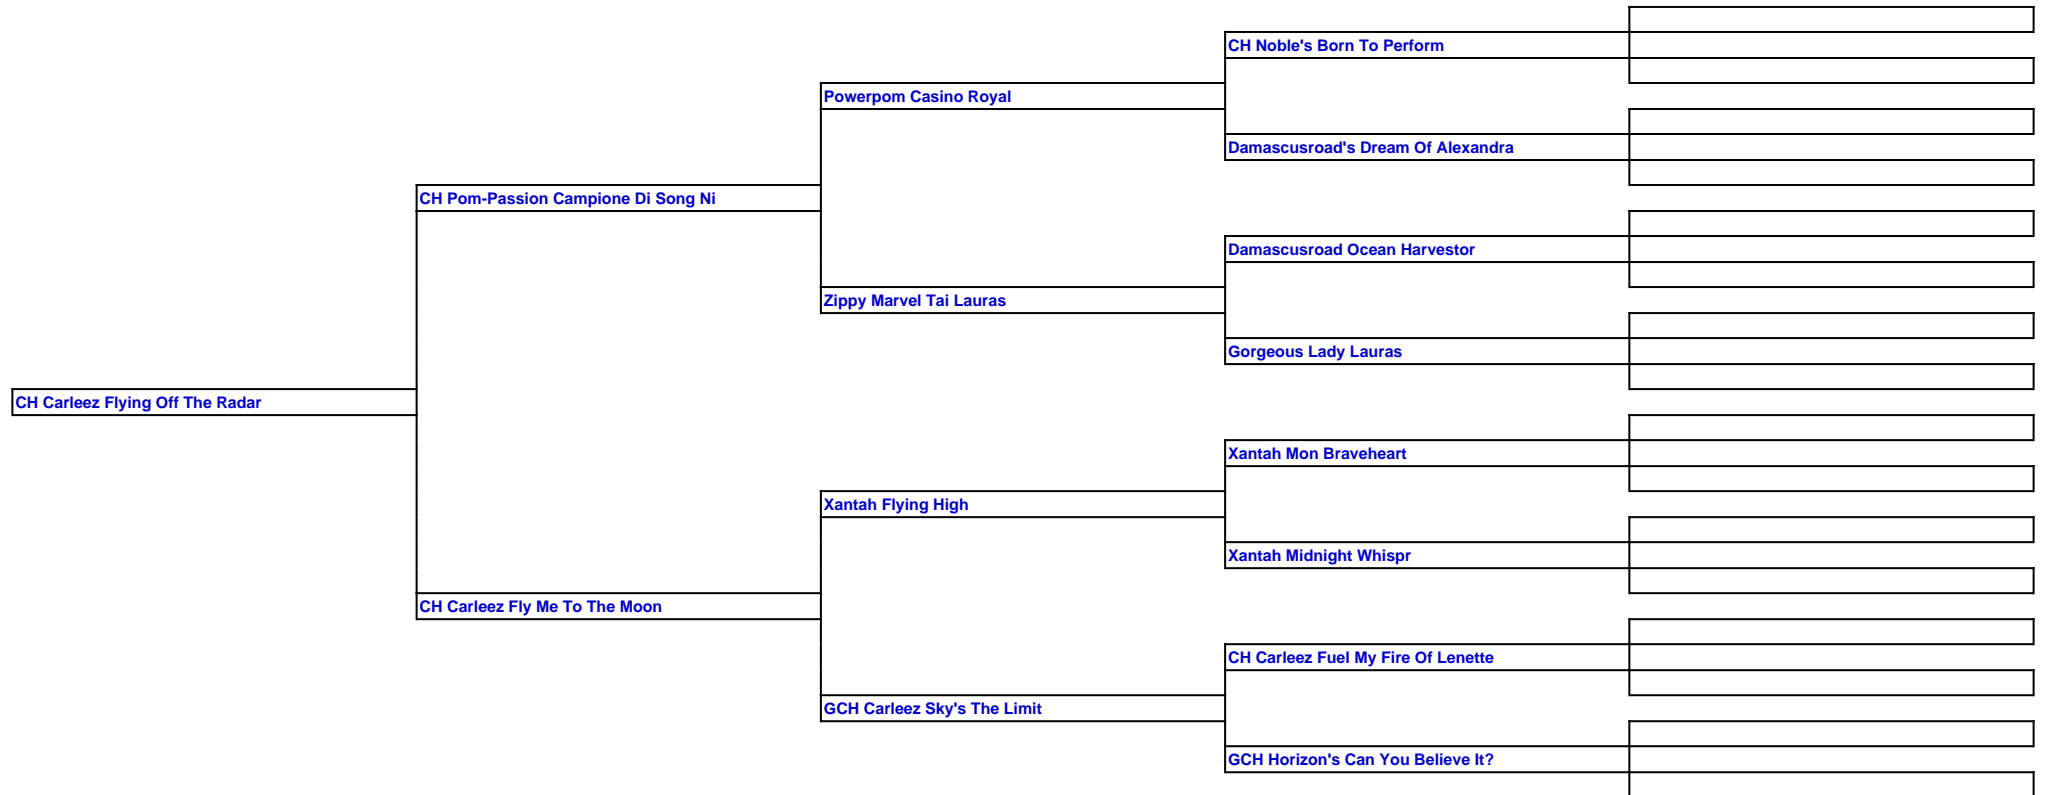 CH Noble's Born To Perform
Powerpom Casino Royal
Damascusroad's Dream Of Alexandra
CH Pom-Passion Campione Di Song Ni
Damascusroad Ocean Harvestor
Zippy Marvel Tai Lauras
Gorgeous Lady Lauras
CH Carleez Flying Off The Radar
Xantah Mon Braveheart
Xantah Flying High
Xantah Midnight Whispr
CH Carleez Fly Me To The Moon
CH Carleez Fuel My Fire Of Lenette
GCH Carleez Sky's The Limit
GCH Horizon's Can You Believe It?